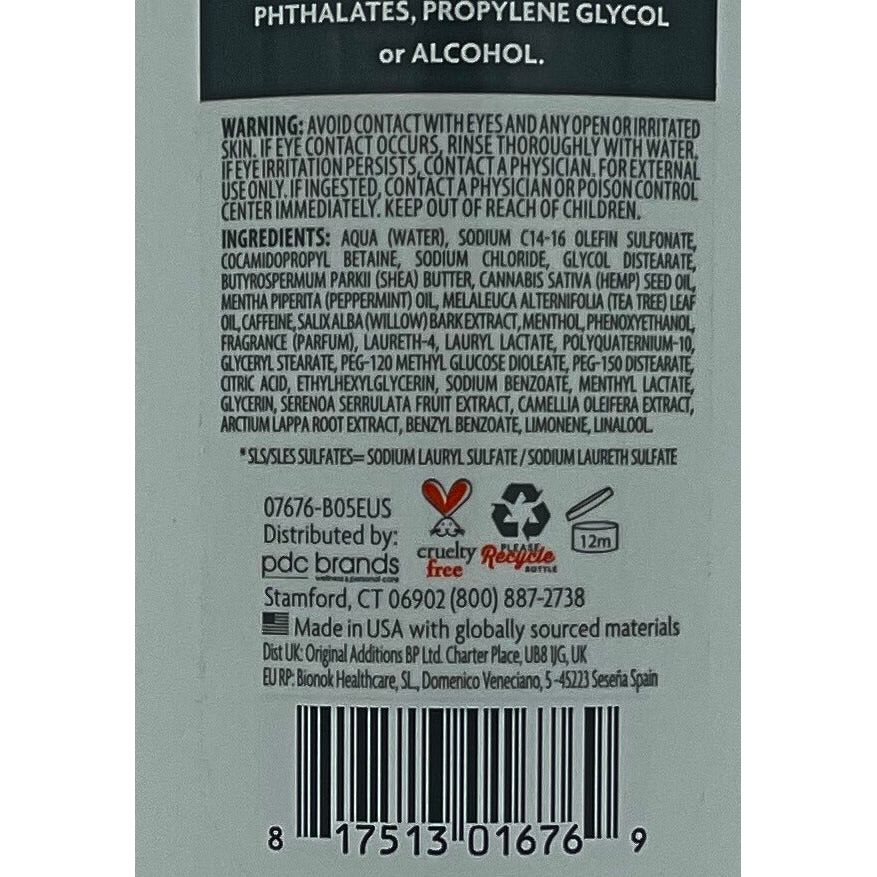 PHTHALATES, PROPYLENE GLYCOL
or ALCOHOL.
WARNING: AVOID CONTACT WITH EYES AND ANY OPEN OR IRRITATED
SKIN. IF EYE CONTACT OCCURS, RINSE THOROUGHLY WITH WATER.
IF EYE IRRITATION PERSISTS, CONTACT A PHYSICIAN. FOR EXTERNAL
USE ONLY. IF INGESTED, CONTACT A PHYSICIAN OR POISON CONTROL
CENTER IMMEDIATELY. KEEP OUT OF REACH OF CHILDREN.
INGREDIENTS: AQUA (WATER), SODIUM C14-16 OLEFIN SULFONATE,
COCAMIDOPROPYL BETAINE, SODIUM CHLORIDE, GLYCOL DISTEARATE,
BUTYROSPERMUM PARKII (SHEA) BUTTER, CANNABIS SATIVA (HEMP) SEED OIL,
MENTHA PIPERITA (PEPPERMINT) OIL, MELALEUCA ALTERNIFOLIA (TEA TREE) LEAF
OIL, CAFFEINE, SALIX ALBA (WILLOW) BARK EXTRACT, MENTHOL, PHENOXYETHANOL,
FRAGRANCE (PARFUM), LAURETH-4, LAURYL LACTATE, POLYQUATERNIUM-10,
GLYCERYL STEARATE, PEG-120 METHYL GLUCOSE DIOLEATE, PEG-150 DISTEARATE,
CITRIC ACID, ETHYLHEXYLGLYCERIN, SODIUM BENZOATE, MENTHYL LACTATE,
GLYCERIN, SERENOA SERRULATA FRUIT EXTRACT, CAMELLIA OLEIFERA EXTRACT,
ARCTIUM LAPPA ROOT EXTRACT, BENZYL BENZOATE, LIMONENE, LINALOOL.
*SLS/SLES SULFATES= SODIUM LAURYL SULFATE / SODIUM LAURETH SULFATE
07676-B05EUS
Distributed by:
pdc brands
wellness & personal care
cruelty
free
PLEASE
Recycle
BOTTLE
12m
Stamford, CT 06902 (800) 887-2738
Made in USA with globally sourced materials
Dist UK: Original Additions BP Ltd. Charter Place, UB8 1JG, UK
EU RP: Bionok Healthcare, SL, Domenico Veneciano, 5 -45223 Seseña Spain
8 17513 01676 9